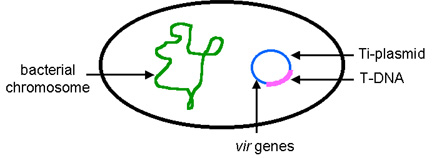 Ti-plasmid
bacterial
chromosome
T-DNA
vir genes